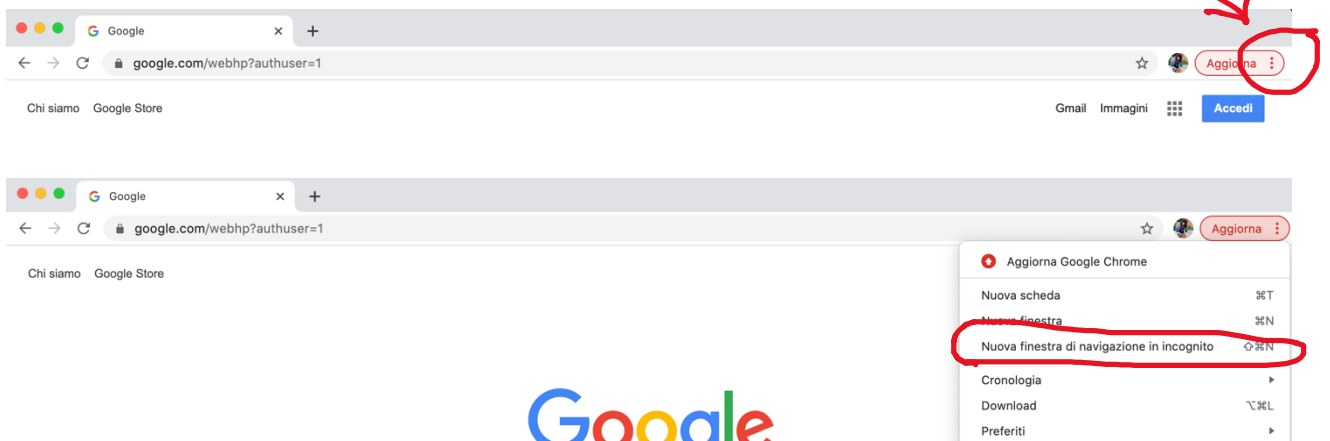 Google
google.com/webhp?authuser=1 Aggiorna
Chi siamo Google Store Gmail Immagini Accedi
Google
google.com/webhp?authuser=1 Aggiorna
Chi siamo Google Store
Aggiorna Google Chrome
Nuova scheda ⌘T
Nuova finestra ⌘N
Nuova finestra di navigazione in incognito ⇧⌘N
Cronologia
Download ⌥⌘L
Preferiti
Google